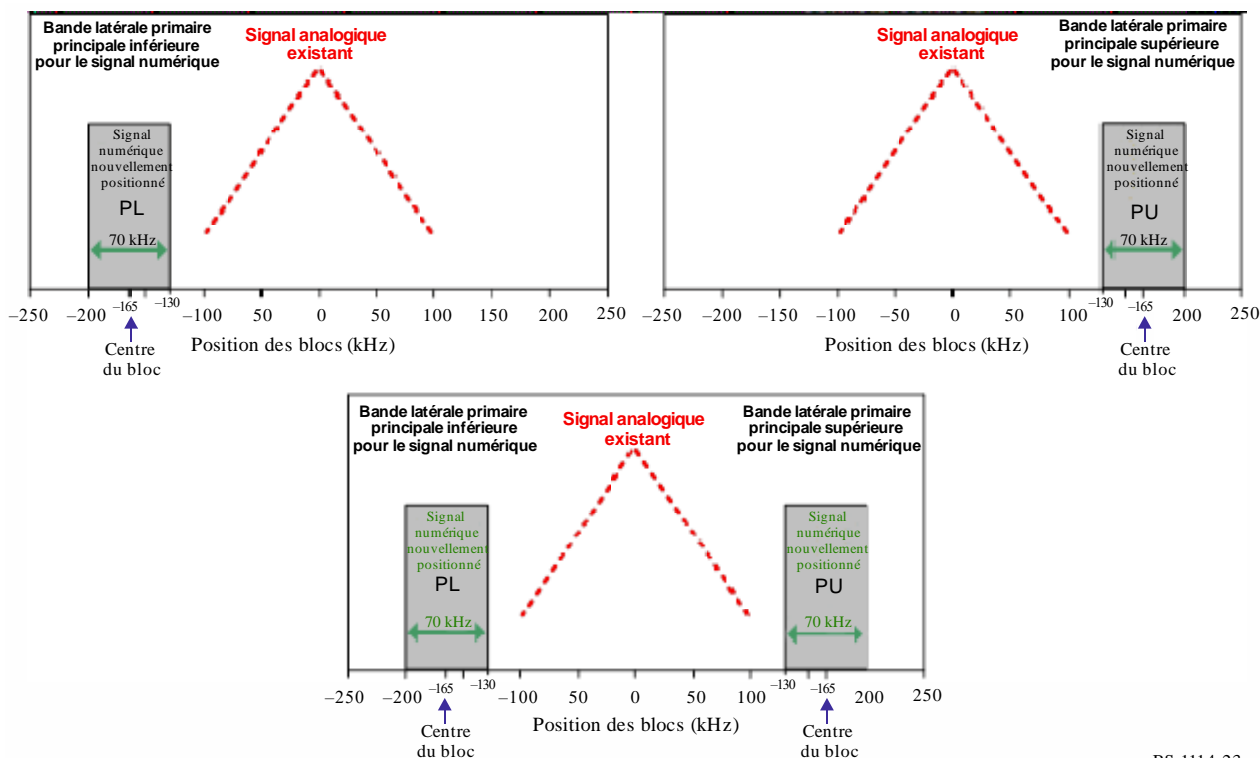 Bande latérale primaire
principale inférieure
pour le signal numérique
Signal analogique
existant
Signal
numérique
nouvellement
positionné
PL
70 kHz
–165
–130
–250
–200
–100
50
0
50
100
150
200
250
Centre
du bloc
Position des blocs (kHz)
Signal analogique
existant
Bande latérale primaire
principale supérieure
pour le signal numérique
Signal
numérique
nouvellement
positionné
PU
70 kHz
–130
–165
–250
–200
–150
–100
50
0
50
100
200
250
Position des blocs (kHz)
Centre
du bloc
Bande latérale primaire
principale inférieure
pour le signal numérique
Signal analogique
existant
Bande latérale primaire
principale supérieure
pour le signal numérique
Signal
numérique
nouvellement
positionné
PL
70 kHz
Signal
numérique
nouvellement
positionné
PU
70 kHz
–165
–130
–130
–165
–250
–200
–100
50
0
50
100
200
250
Centre
du bloc
Position des blocs (kHz)
Centre
du bloc